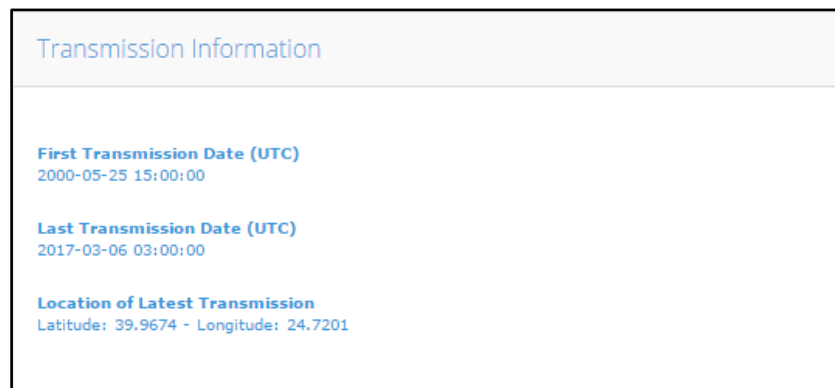 Transmission Information
First Transmission Date (UTC)
2000-05-25 15:00:00
Last Transmission Date (UTC)
2017-03-06 03:00:00
Location of Latest Transmission
Latitude: 39.9674 - Longitude: 24.7201